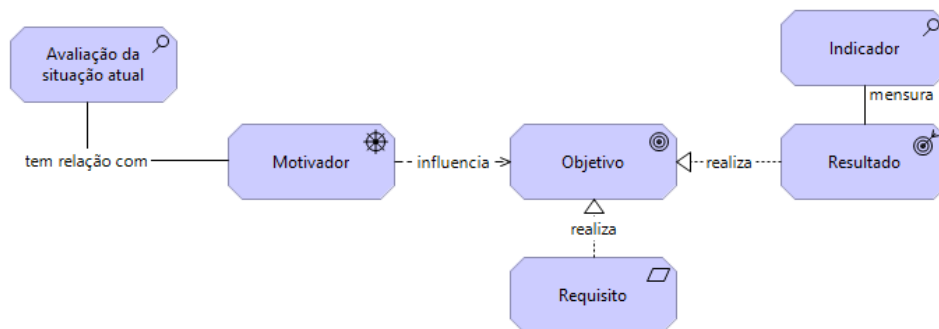 Avaliação da
situação atual
Indicador
mensura
tem relação com
Motivador
influencia
Objetivo
realiza
Resultado
realiza
Requisito